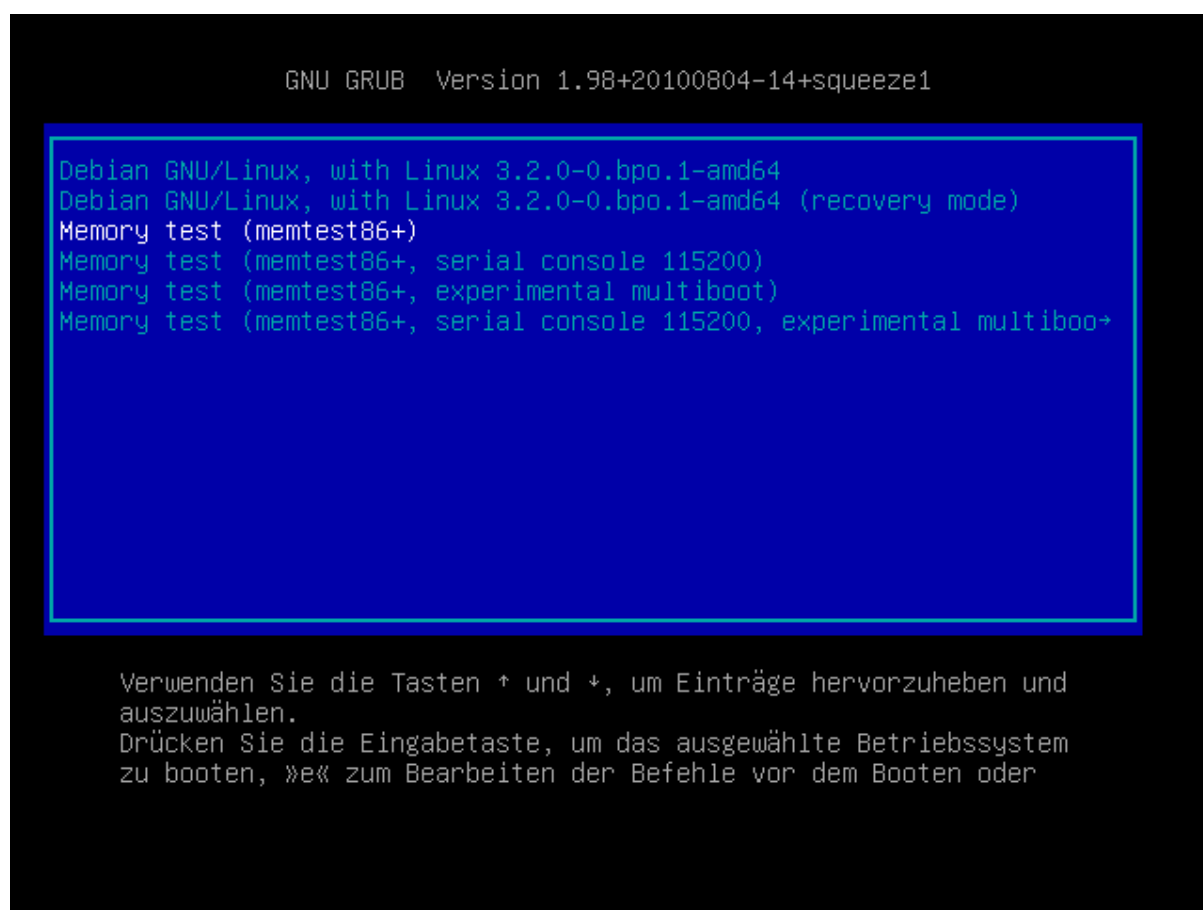 GNU GRUB  Version 1.98+20100804-14+squeeze1
Debian GNU/Linux, with Linux 3.2.0-0.bpo.1-amd64
Debian GNU/Linux, with Linux 3.2.0-0.bpo.1-amd64 (recovery mode)
Memory test (memtest86+)
Memory test (memtest86+, serial console 115200)
Memory test (memtest86+, experimental multiboot)
Memory test (memtest86+, serial console 115200, experimental multiboo→
Verwenden Sie die Tasten ↑ und ↓, um Einträge hervorzuheben und
auszuwählen.
Drücken Sie die Eingabetaste, um das ausgewählte Betriebssystem
zu booten, »e« zum Bearbeiten der Befehle vor dem Booten oder